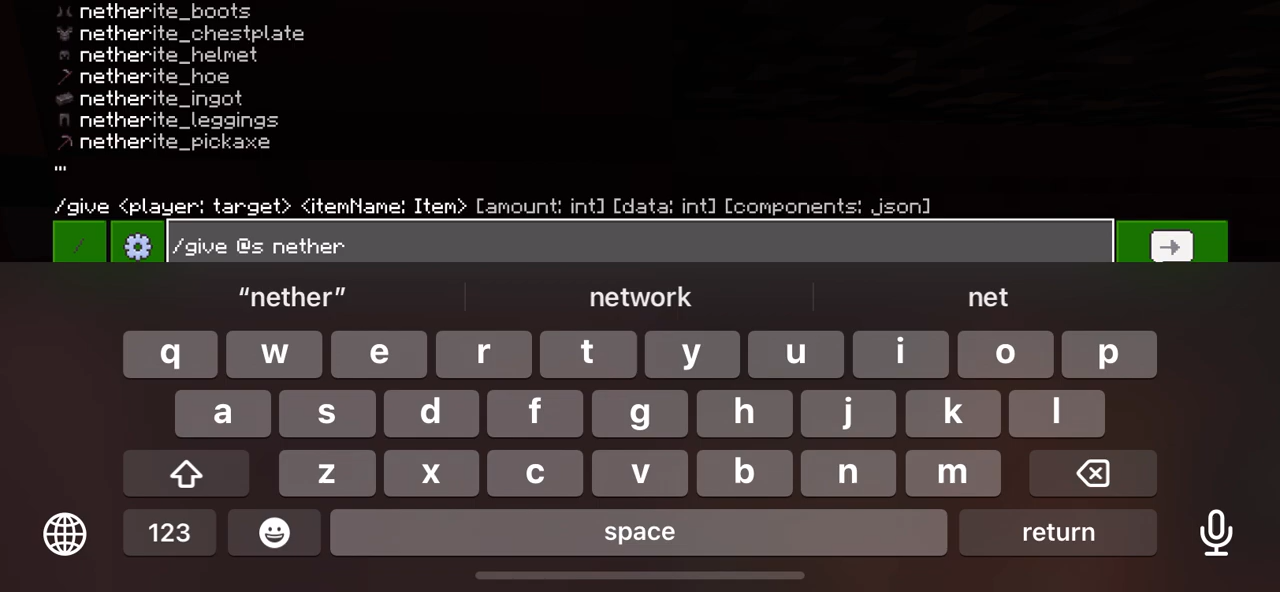 netherite_boots
netherite_chestplate
netherite_helmet
netherite_hoe
netherite_ingot
netherite_leggings
netherite_pickaxe
...
/give <player: target> <itemName: Item> [amount: int] [data: int] [components: json]
/
/give @s nether
“nether” network net
q w e r t y u i o p
a s d f g h j k l
z x c v b n m
123 space return